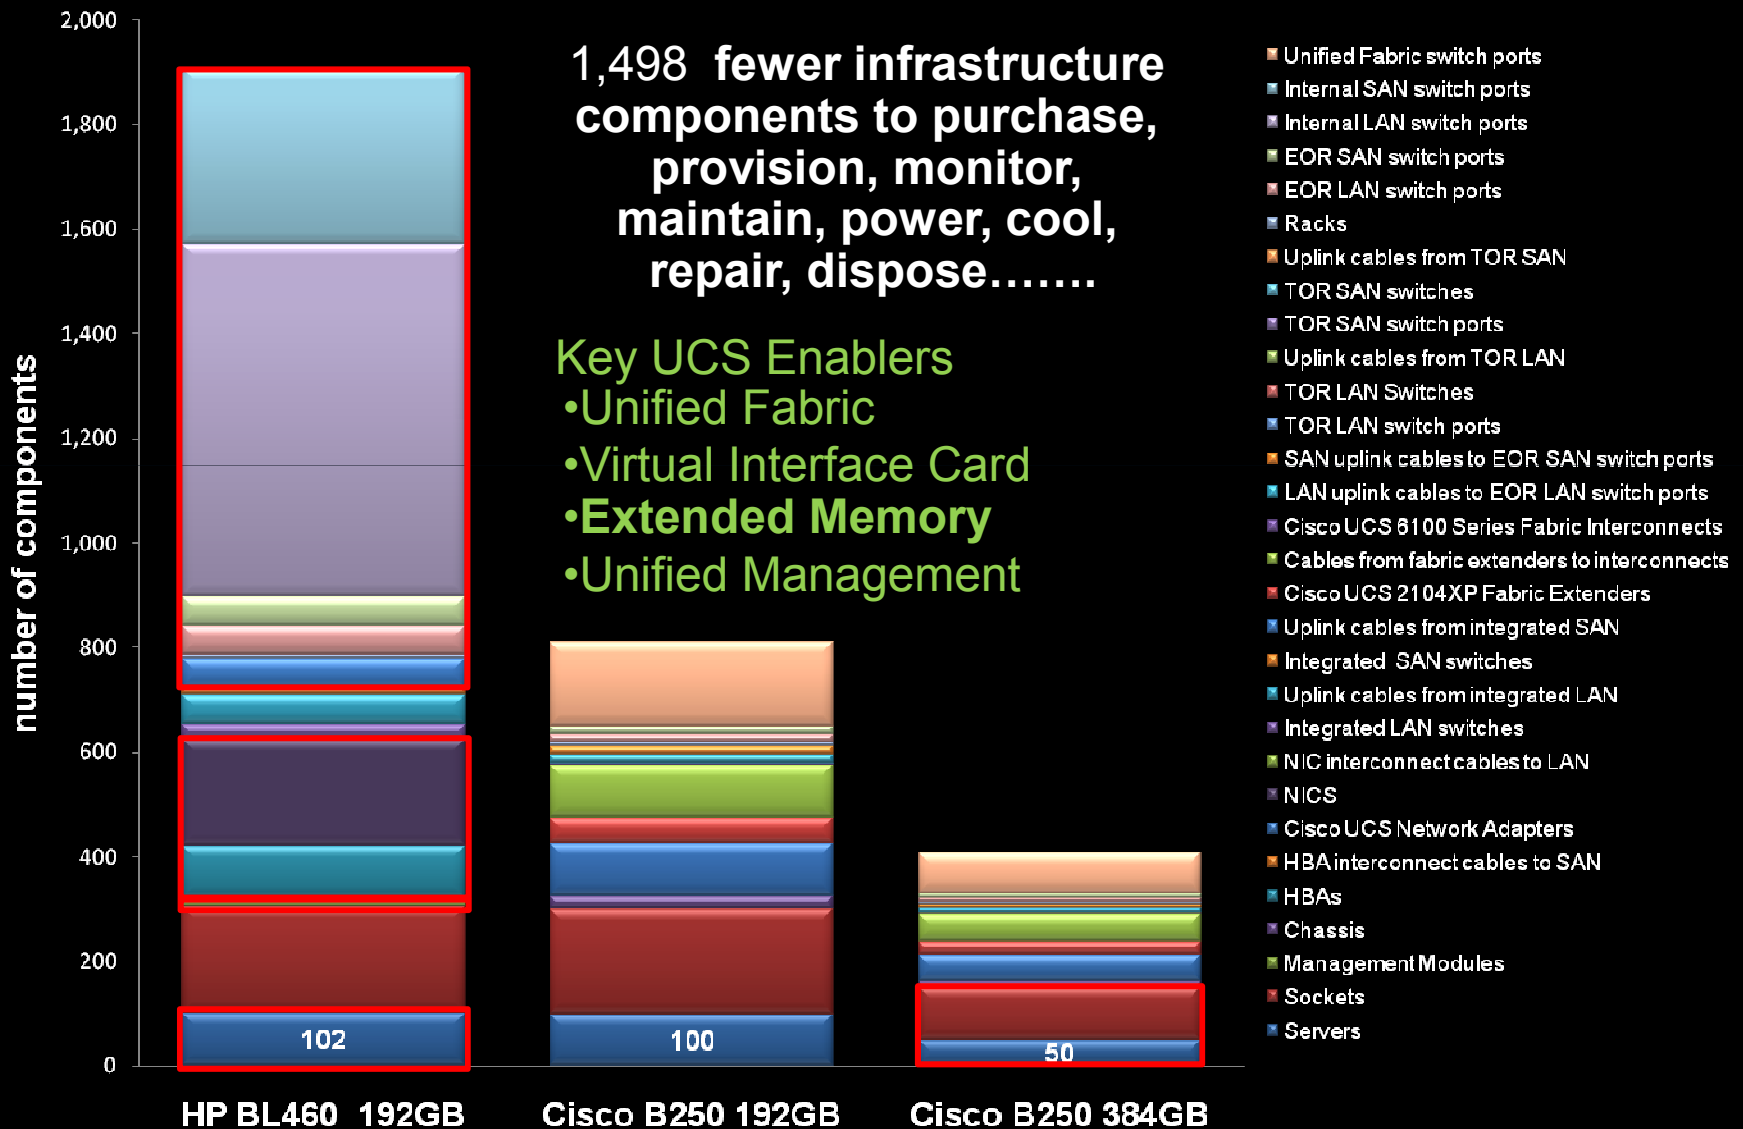 2,000
1,800
1,600
1,400
1,200
1,000
800
600
400
200
0
number of components
1,498 fewer infrastructure
components to purchase,
provision, monitor,
maintain, power, cool,
repair, dispose.......
Key UCS Enablers
•Unified Fabric
•Virtual Interface Card
•Extended Memory
•Unified Management
102
100
50
HP BL460 192GB
Cisco B250 192GB
Cisco B250 384GB
Unified Fabric switch ports
Internal SAN switch ports
Internal LAN switch ports
EOR SAN switch ports
EOR LAN switch ports
Racks
Uplink cables from TOR SAN
TOR SAN switches
TOR SAN switch ports
Uplink cables from TOR LAN
TOR LAN Switches
TOR LAN switch ports
SAN uplink cables to EOR SAN switch ports
LAN uplink cables to EOR LAN switch ports
Cisco UCS 6100 Series Fabric Interconnects
Cables from fabric extenders to interconnects
Cisco UCS 2104XP Fabric Extenders
Uplink cables from integrated SAN
Integrated SAN switches
Uplink cables from integrated LAN
Integrated LAN switches
NIC interconnect cables to LAN
NICS
Cisco UCS Network Adapters
HBA interconnect cables to SAN
HBAs
Chassis
Management Modules
Sockets
Servers